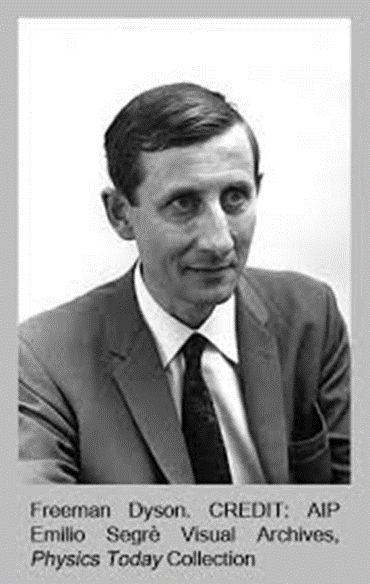 Freeman Dyson. CREDIT: AIP
Emilio Segrè Visual Archives,
Physics Today Collection